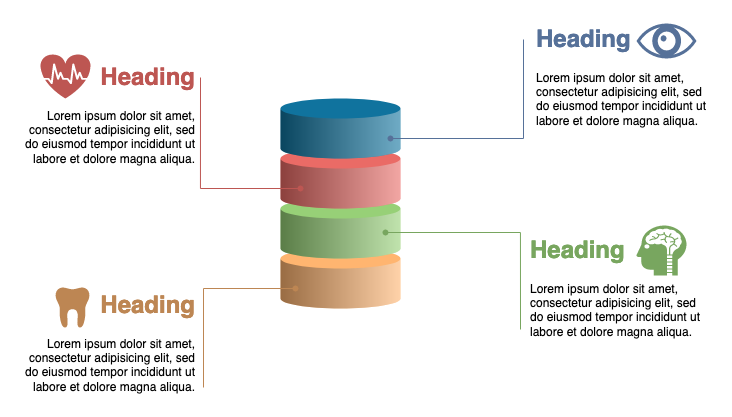 Heading
Lorem ipsum dolor sit amet,
consectetur adipisicing elit, sed
do eiusmod tempor incididunt ut
labore et dolore magna aliqua.
Heading
Lorem ipsum dolor sit amet,
consectetur adipisicing elit, sed
do eiusmod tempor incididunt ut
labore et dolore magna aliqua.
Heading
Lorem ipsum dolor sit amet,
consectetur adipisicing elit, sed
do eiusmod tempor incididunt ut
labore et dolore magna aliqua.
Heading
Lorem ipsum dolor sit amet,
consectetur adipisicing elit, sed
do eiusmod tempor incididunt ut
labore et dolore magna aliqua.